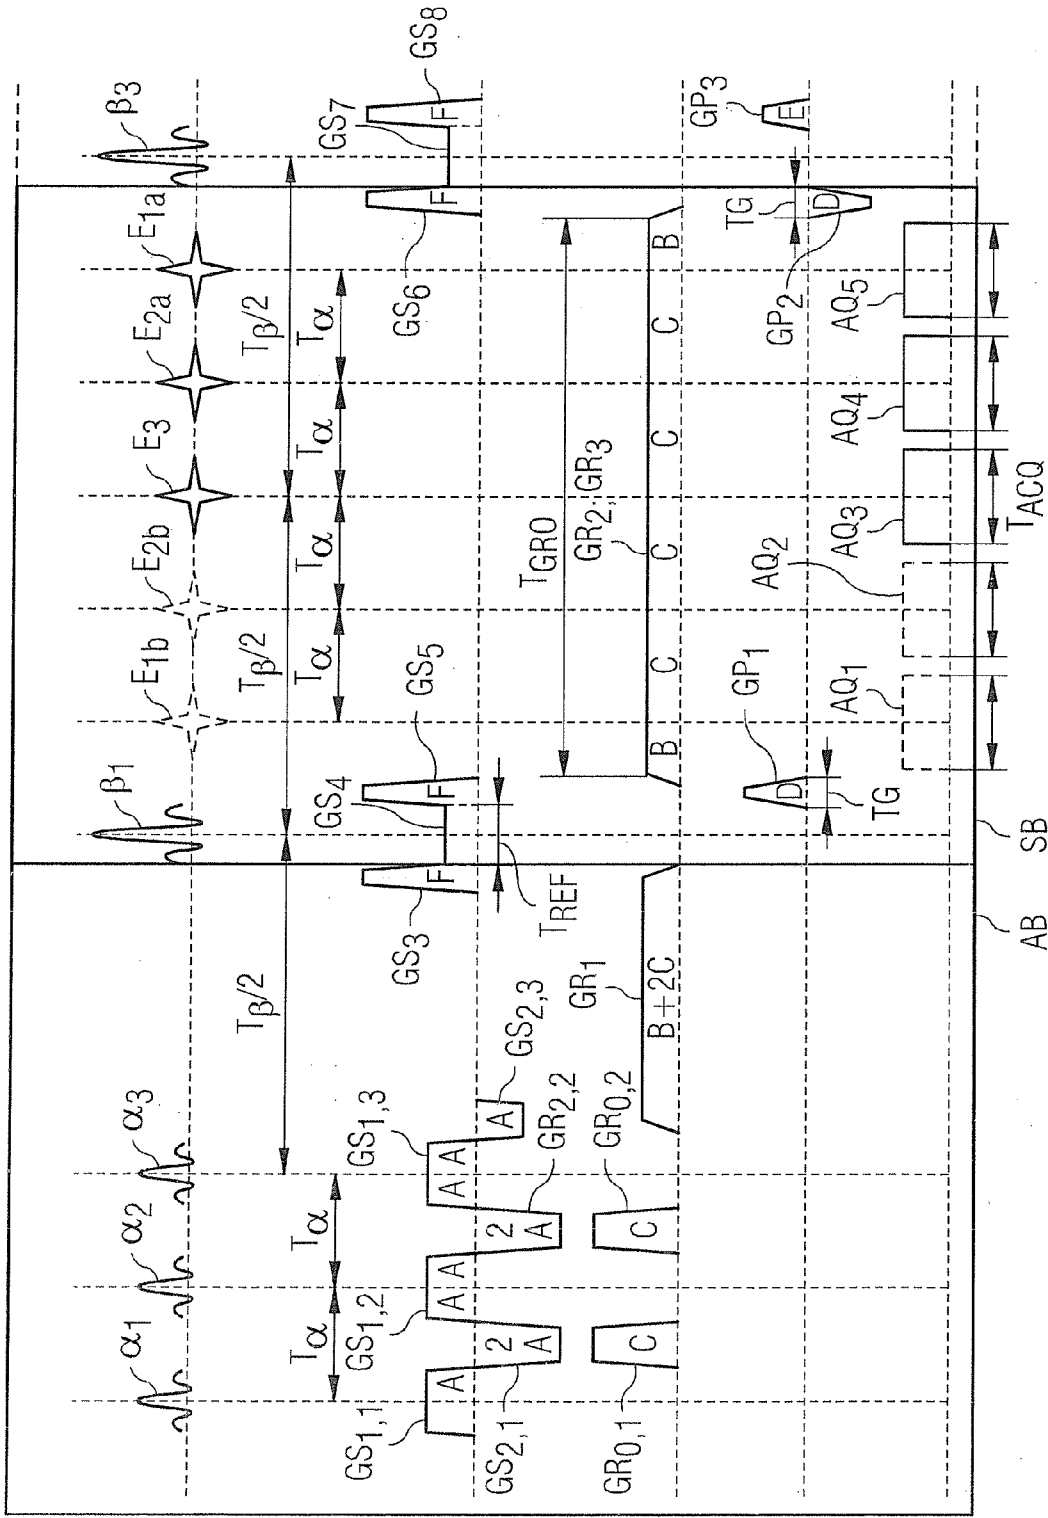 α1
α2
α3
β1
E1b
E2b
E3
E2a
E1a
β3
Tβ/2
Tβ/2
Tβ/2
Tα
Tα
Tα
Tα
Tα
Tα
GS1,1
GS1,2
GS1,3
GS3
GS4
GS5
GS6
GS7
GS8
A
A
A
A
A
F
F
F
F
2
A
2
A
A
GS2,1
GR2,2
GS2,3
TREF
TGRO
GR0,1
GR0,2
GR1
GR2; GR3
C
C
B+2C
B
C
C
C
C
B
GP1
GP2
GP3
D
D
E
TG
TG
AQ1
AQ2
AQ3
AQ4
AQ5
TACQ
AB
SB